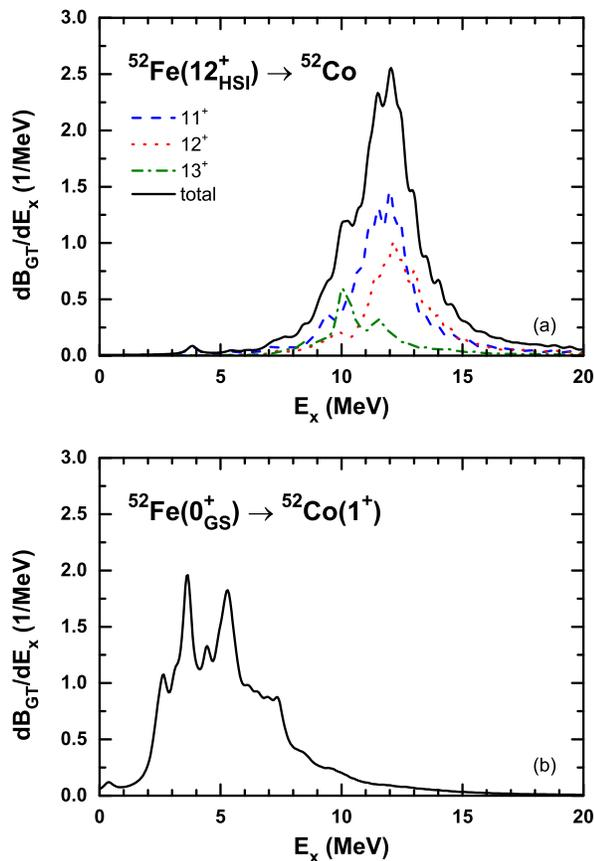 3.0
2.5
2.0
1.5
1.0
0.5
0.0
dB_GT/dE_x (1/MeV)
⁵²Fe(12⁺_HSI) → ⁵²Co
11⁺
12⁺
13⁺
total
(a)
0 5 10 15 20
E_x (MeV)
3.0
2.5
2.0
1.5
1.0
0.5
0.0
dB_GT/dE_x (1/MeV)
⁵²Fe(0⁺_GS) → ⁵²Co(1⁺)
(b)
0 5 10 15 20
E_x (MeV)